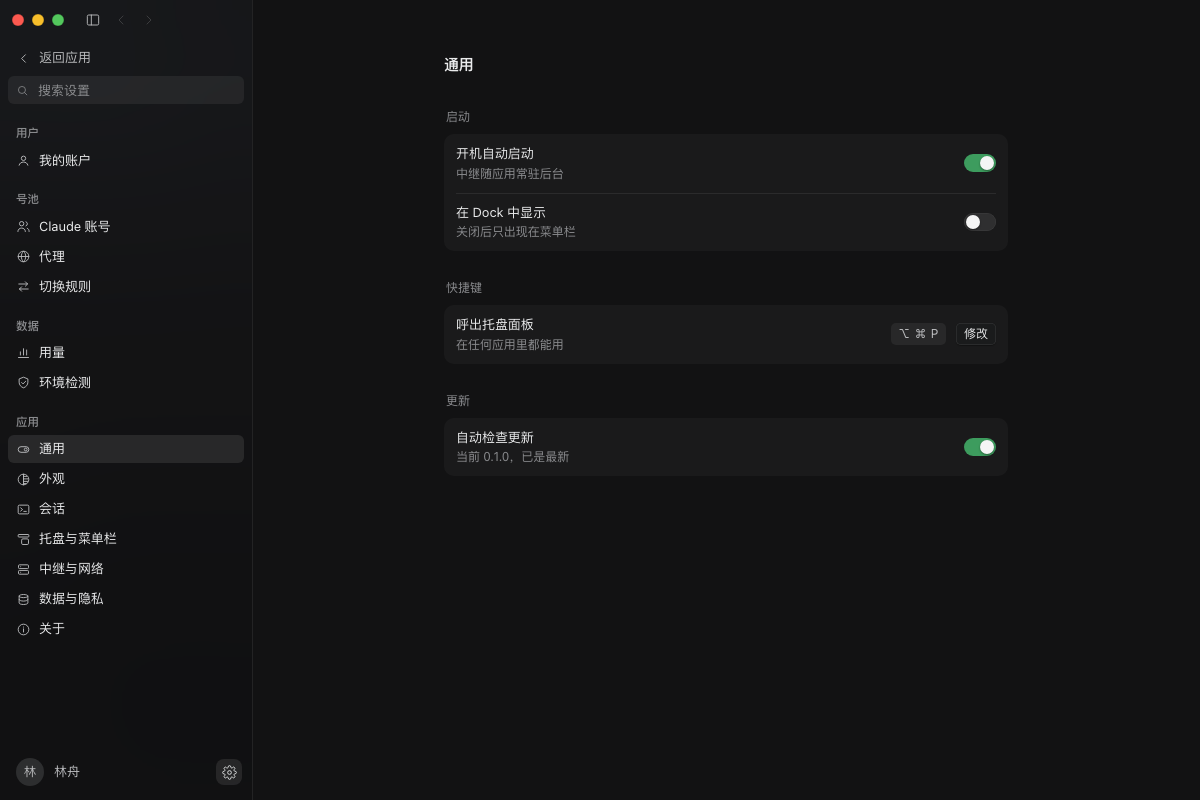 返回应用
搜索设置
用户
我的账户
号池
Claude 账号
代理
切换规则
数据
用量
环境检测
应用
通用
外观
会话
托盘与菜单栏
中继与网络
数据与隐私
关于
林 林舟
通用
启动
开机自动启动
中继随应用常驻后台
在 Dock 中显示
关闭后只出现在菜单栏
快捷键
呼出托盘面板
在任何应用里都能用
⌥ ⌘ P 修改
更新
自动检查更新
当前 0.1.0，已是最新